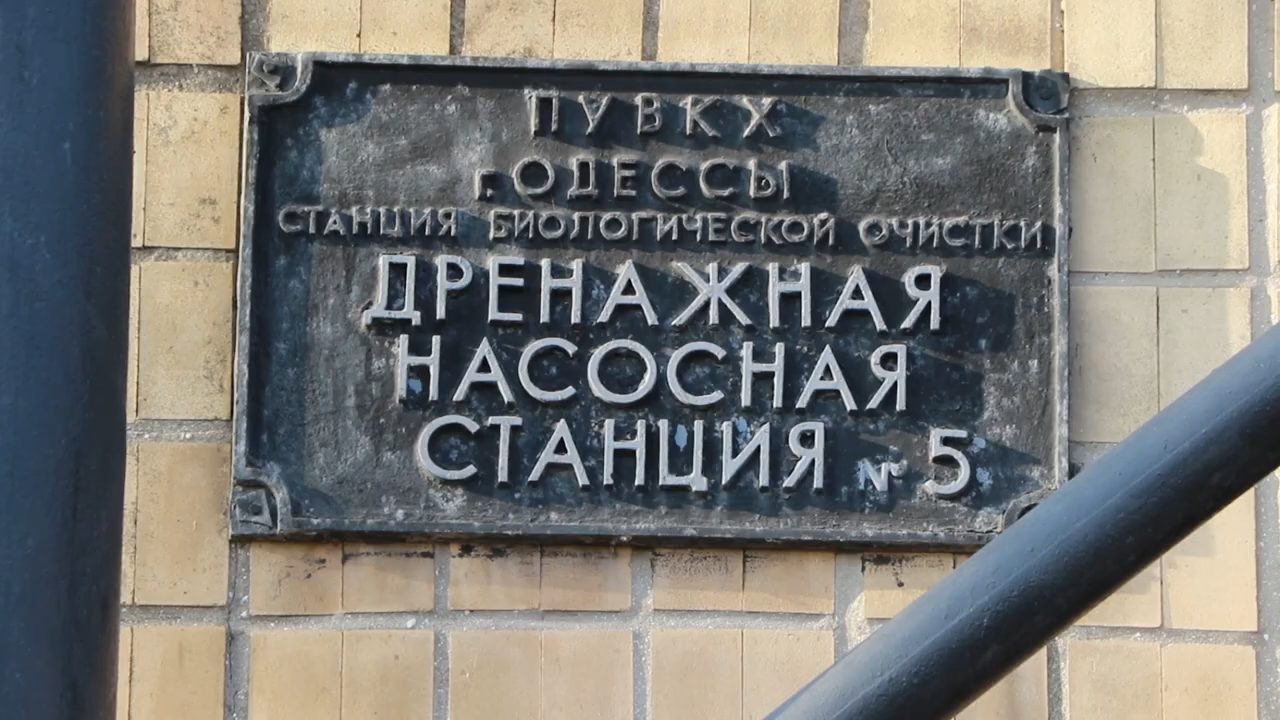 ПУВКХ
г. ОДЕССЫ
СТАНЦИЯ БИОЛОГИЧЕСКОЙ ОЧИСТКИ
ДРЕНАЖНАЯ
НАСОСНАЯ
СТАНЦИЯ № 5